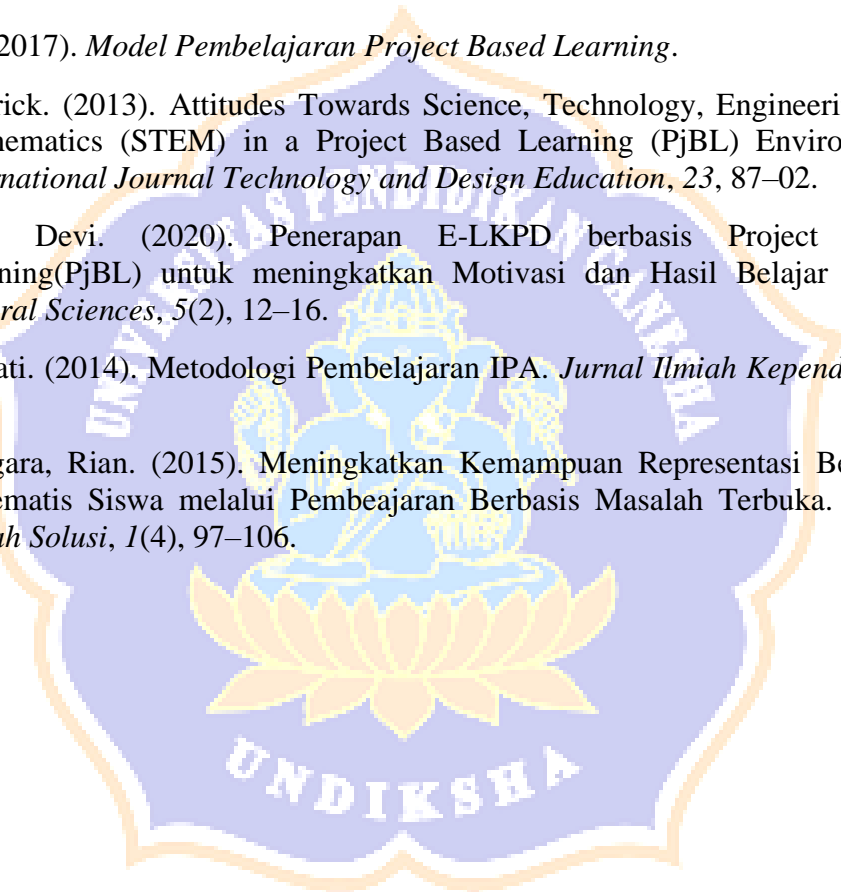 2017). Model Pembelajaran Project Based Learning.
rick. (2013). Attitudes Towards Science, Technology, Engineeri
hematics (STEM) in a Project Based Learning (PjBL) Enviro
rnational Journal Technology and Design Education, 23, 87–02.
Devi. (2020). Penerapan E-LKPD berbasis Project
ning(PjBL) untuk meningkatkan Motivasi dan Hasil Belajar
ral Sciences, 5(2), 12–16.
ati. (2014). Metodologi Pembelajaran IPA. Jurnal Ilmiah Kepend
gara, Rian. (2015). Meningkatkan Kemampuan Representasi Be
ematis Siswa melalui Pembeajaran Berbasis Masalah Terbuka.
ah Solusi, 1(4), 97–106.
UNIVERSITAS PENDIDIKAN GANESHA
UNDIKSHA